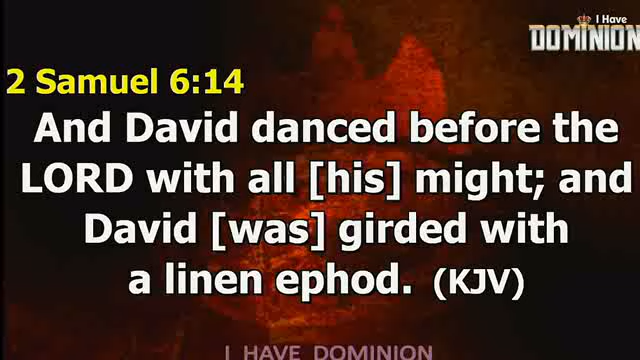 I Have
DOMINION
2 Samuel 6:14
And David danced before the
LORD with all [his] might; and
David [was] girded with
a linen ephod. (KJV)
I HAVE DOMINION